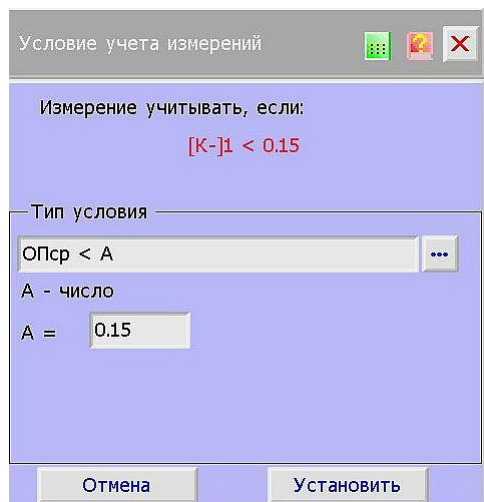 Условие учета измерений
Измерение учитывать, если:
[К-]1 < 0.15
Тип условия
ОПср < А
...
А - число
А =
0.15
Отмена
Установить